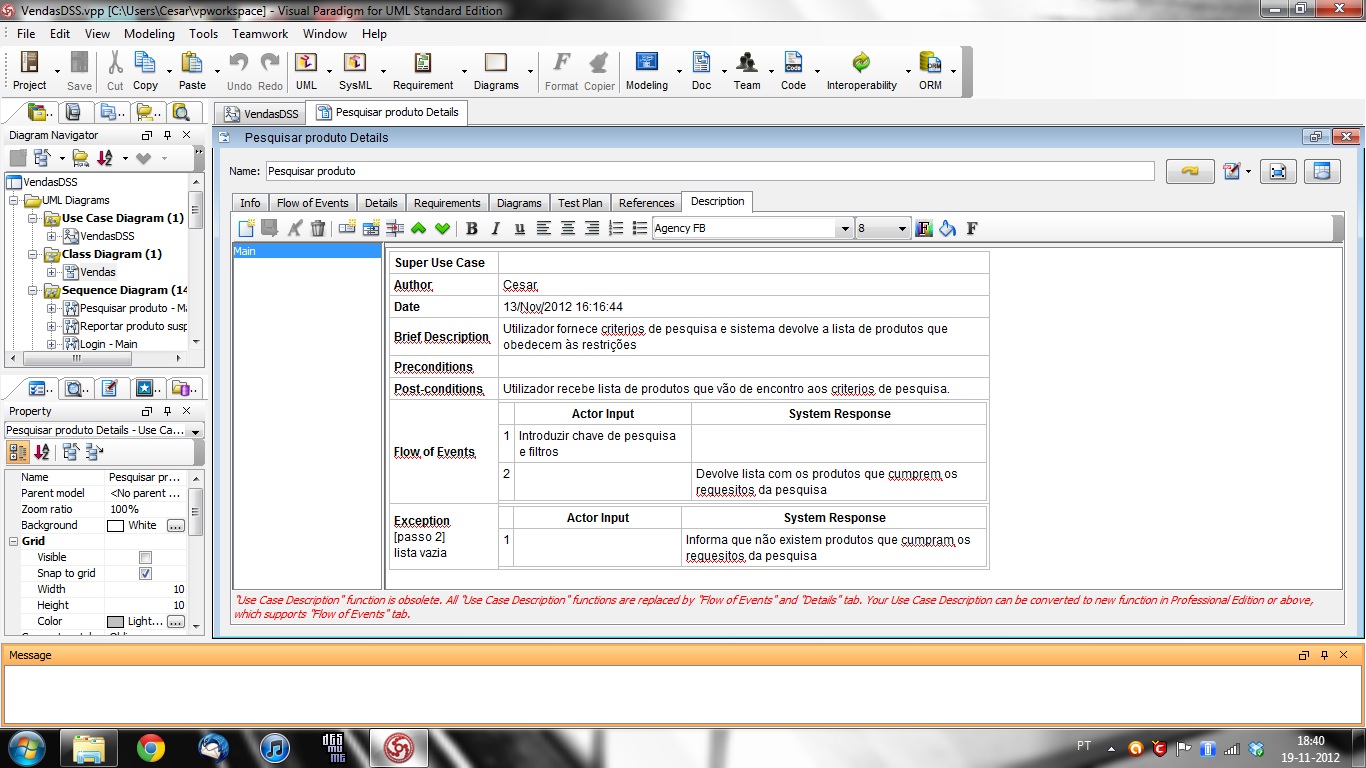 VendasDSS.vpp [C:\Users\Cesar\vpworkspace] - Visual Paradigm for UML Standard Edition
File Edit View Modeling Tools Teamwork Window Help
Project Save Cut Copy Paste Undo Redo UML SysML Requirement Diagrams Format Copier Modeling Doc Team Code Interoperability ORM
VendasDSS Pesquisar produto Details
Diagram Navigator
Pesquisar produto Details
Name: Pesquisar produto
VendasDSS
UML Diagrams
Use Case Diagram (1)
VendasDSS
Class Diagram (1)
Vendas
Sequence Diagram (14
Pesquisar produto - Ma
Reportar produto susp
Login - Main
Info Flow of Events Details Requirements Diagrams Test Plan References Description
B I u Agency FB 8 F F
Main
Super Use Case
Author Cesar
Date 13/Nov/2012 16:16:44
Brief Description Utilizador fornece criterios de pesquisa e sistema devolve a lista de produtos que
obedecem às restrições
Preconditions
Post-conditions Utilizador recebe lista de produtos que vão de encontro aos criterios de pesquisa.
Flow of Events
Actor Input System Response
1 Introduzir chave de pesquisa
e filtros
2 Devolve lista com os produtos que cumprem os
requesitos da pesquisa
Exception
[passo 2]
lista vazia
Actor Input System Response
1 Informa que não existem produtos que cumpram os
requesitos da pesquisa
"Use Case Description" function is obsolete. All "Use Case Description" functions are replaced by "Flow of Events" and "Details" tab. Your Use Case Description can be converted to new function in Professional Edition or above,
which supports "Flow of Events" tab.
Property
Pesquisar produto Details - Use Ca...
Name Pesquisar pr...
Parent model <No parent ...
Zoom ratio 100%
Background White ...
Grid
Visible
Snap to grid
Width 10
Height 10
Color Light... ...
Message
PT
18:40
19-11-2012